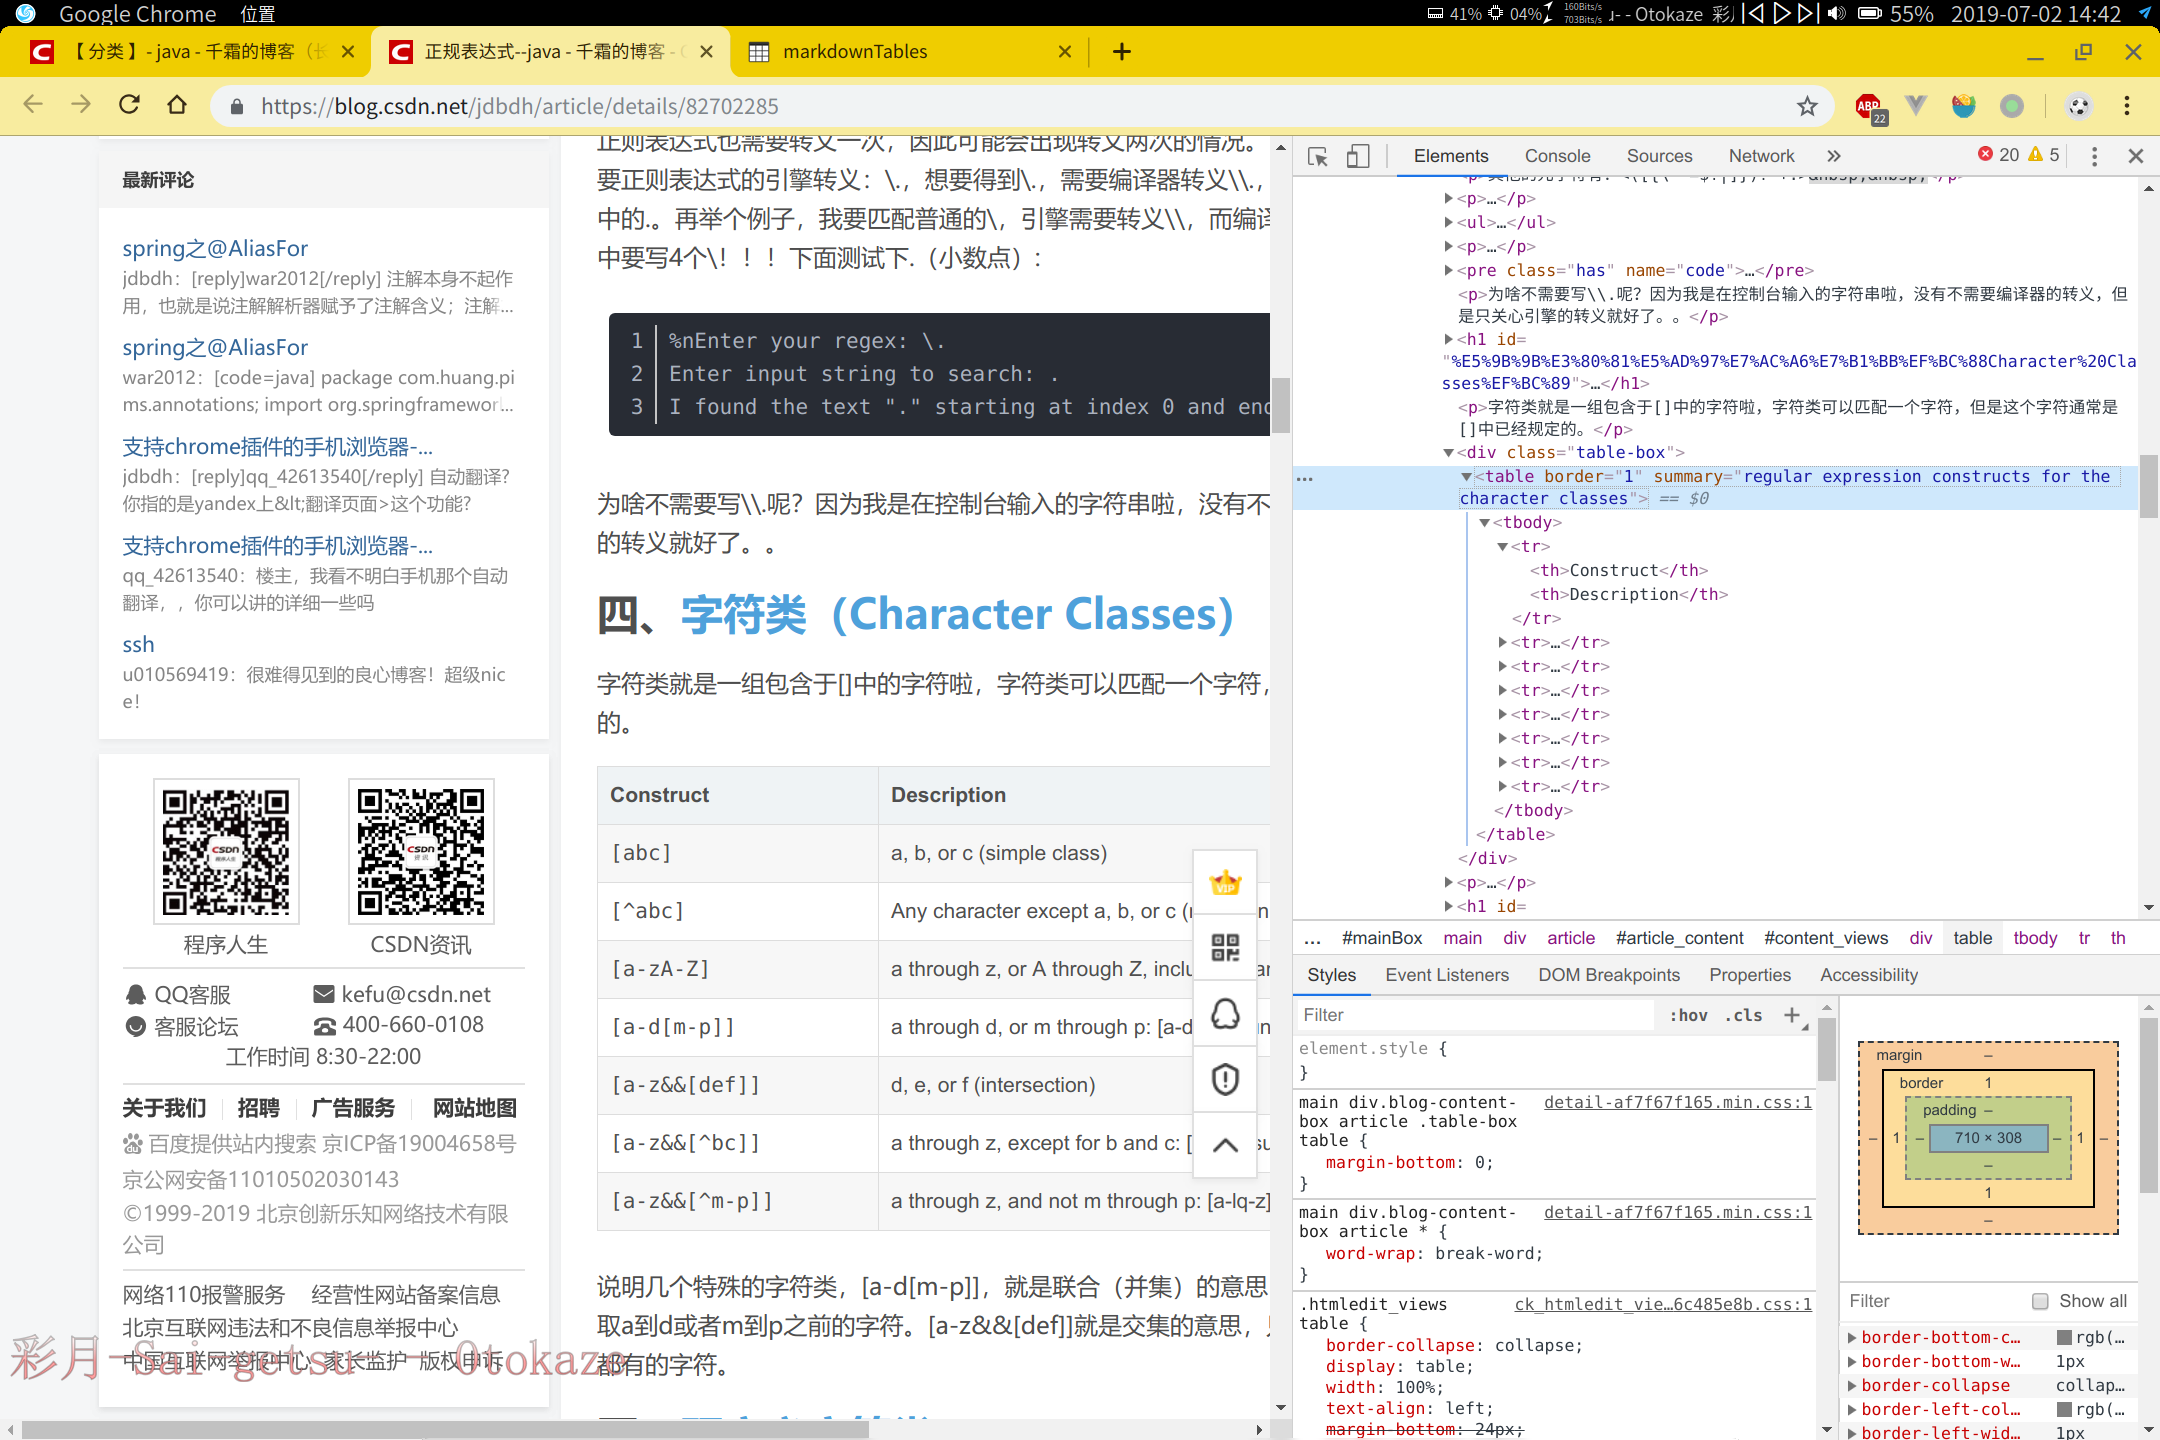 Google Chrome 位置
41% 04% 160Bits/s 703Bits/s - Otokaze 彩 55% 2019-07-02 14:42
【 分类 】- java - 千霜的博客
正规表达式--java - 千霜的博客 -
markdownTables
https://blog.csdn.net/jdbdh/article/details/82702285
ABP 22
最新评论
spring之@AliasFor
jdbdh：[reply]war2012[/reply] 注解本身不起作
用，也就是说注解解析器赋予了注解含义；注解...
spring之@AliasFor
war2012：[code=java] package com.huang.pi
ms.annotations; import org.springframewor...
支持chrome插件的手机浏览器-...
jdbdh：[reply]qq_42613540[/reply] 自动翻译？
你指的是yandex上&lt;翻译页面>这个功能?
支持chrome插件的手机浏览器-...
qq_42613540：楼主，我看不明白手机那个自动
翻译，，你可以讲的详细一些吗
ssh
u010569419：很难得见到的良心博客！超级nic
e！
程序人生 CSDN资讯
QQ客服 kefu@csdn.net
客服论坛 400-660-0108
工作时间 8:30-22:00
关于我们 招聘 广告服务 网站地图
百度提供站内搜索 京ICP备19004658号
京公网安备11010502030143
©1999-2019 北京创新乐知网络技术有限
公司
网络110报警服务 经营性网站备案信息
北京互联网违法和不良信息举报中心
中国互联网举报中心 家长监护 版权申诉
彩月-Sai-getsu- - Otokaze
正则表达式也需要转义一次，因此可能会出现转义两次的情况。
要正则表达式的引擎转义：\.，想要得到\.，需要编译器转义\\.，
中的.。再举个例子，我要匹配普通的\，引擎需要转义\\，而编译
中要写4个\！！！下面测试下.（小数点）：
1 %nEnter your regex: \.
2 Enter input string to search: .
3 I found the text "." starting at index 0 and end
为啥不需要写\\.呢？因为我是在控制台输入的字符串啦，没有不
的转义就好了。。
四、字符类（Character Classes）
字符类就是一组包含于[]中的字符啦，字符类可以匹配一个字符，
的。
Construct Description
[abc] a, b, or c (simple class)
[^abc] Any character except a, b, or c (
[a-zA-Z] a through z, or A through Z, inclu
[a-d[m-p]] a through d, or m through p: [a-d
[a-z&&[def]] d, e, or f (intersection)
[a-z&&[^bc]] a through z, except for b and c: [
[a-z&&[^m-p]] a through z, and not m through p: [a-lq-z]
VIP
说明几个特殊的字符类，[a-d[m-p]]，就是联合（并集）的意思
取a到d或者m到p之前的字符。[a-z&&[def]]就是交集的意思，
都有的字符。
Elements Console Sources Network » 20 5
<p>…</p>
<ul>…</ul>
<p>…</p>
<pre class="has" name="code">…</pre>
<p>为啥不需要写\\.呢？因为我是在控制台输入的字符串啦，没有不需要编译器的转义，但
是只关心引擎的转义就好了。。</p>
<h1 id=
"%E5%9B%9B%E3%80%81%E5%AD%97%E7%AC%A6%E7%B1%BB%EF%BC%88Character%20Cla
sses%EF%BC%89">…</h1>
<p>字符类就是一组包含于[]中的字符啦，字符类可以匹配一个字符，但是这个字符通常是
[]中已经规定的。</p>
<div class="table-box">
… <table border="1" summary="regular expression constructs for the
character classes"> == $0
<tbody>
<tr>
<th>Construct</th>
<th>Description</th>
</tr>
<tr>…</tr>
<tr>…</tr>
<tr>…</tr>
<tr>…</tr>
<tr>…</tr>
<tr>…</tr>
<tr>…</tr>
</tbody>
</table>
</div>
<p>…</p>
<h1 id=
… #mainBox main div article #article_content #content_views div table tbody tr th
Styles Event Listeners DOM Breakpoints Properties Accessibility
Filter :hov .cls +
element.style {
}
main div.blog-content- detail-af7f67f165.min.css:1
box article .table-box
table {
margin-bottom: 0;
}
main div.blog-content- detail-af7f67f165.min.css:1
box article * {
word-wrap: break-word;
}
.htmledit_views ck_htmledit_vie…6c485e8b.css:1
table {
border-collapse: collapse;
display: table;
width: 100%;
text-align: left;
margin-bottom: 24px;
margin –
border 1
padding –
– 1 – 710 × 308 – 1 –
–
1
–
Filter Show all
border-bottom-c… rgb(…
border-bottom-w… 1px
border-collapse collap…
border-left-col… rgb(…
border-left-wid… 1px